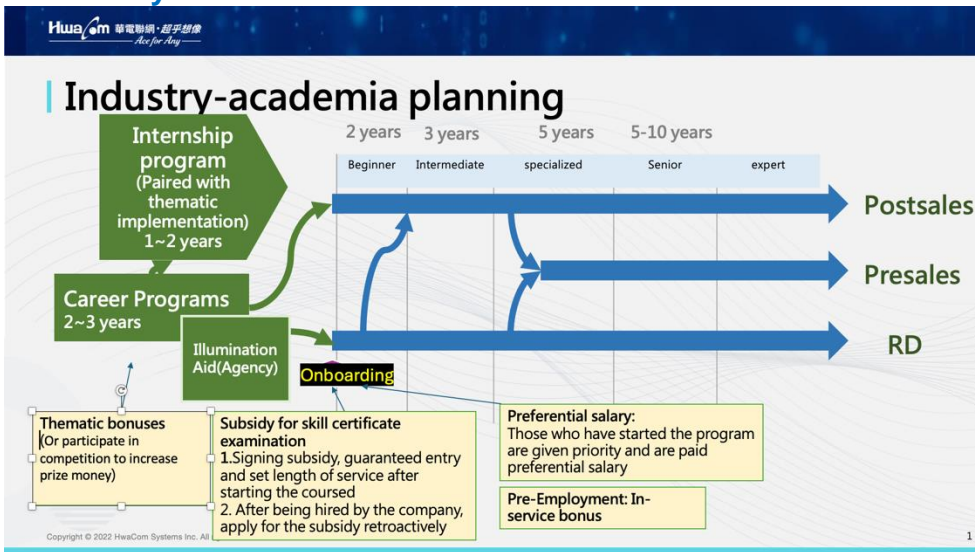 HwaCom 華電聯網·超乎想像
Ace for Any
Industry-academia planning
Internship
program
(Paired with
thematic
implementation)
1~2 years
Career Programs
2~3 years
Illumination
Aid(Agency)
2 years 3 years 5 years 5-10 years
Beginner Intermediate specialized Senior expert
Postsales
Presales
RD
Onboarding
Thematic bonuses
(Or participate in
competition to increase
prize money)
Subsidy for skill certificate
examination
1.Signing subsidy, guaranteed entry
and set length of service after
starting the coursed
2. After being hired by the company,
apply for the subsidy retroactively
Preferential salary:
Those who have started the program
are given priority and are paid
preferential salary
Pre-Employment: In-
service bonus
Copyright © 2022 HwaCom Systems Inc. All
1